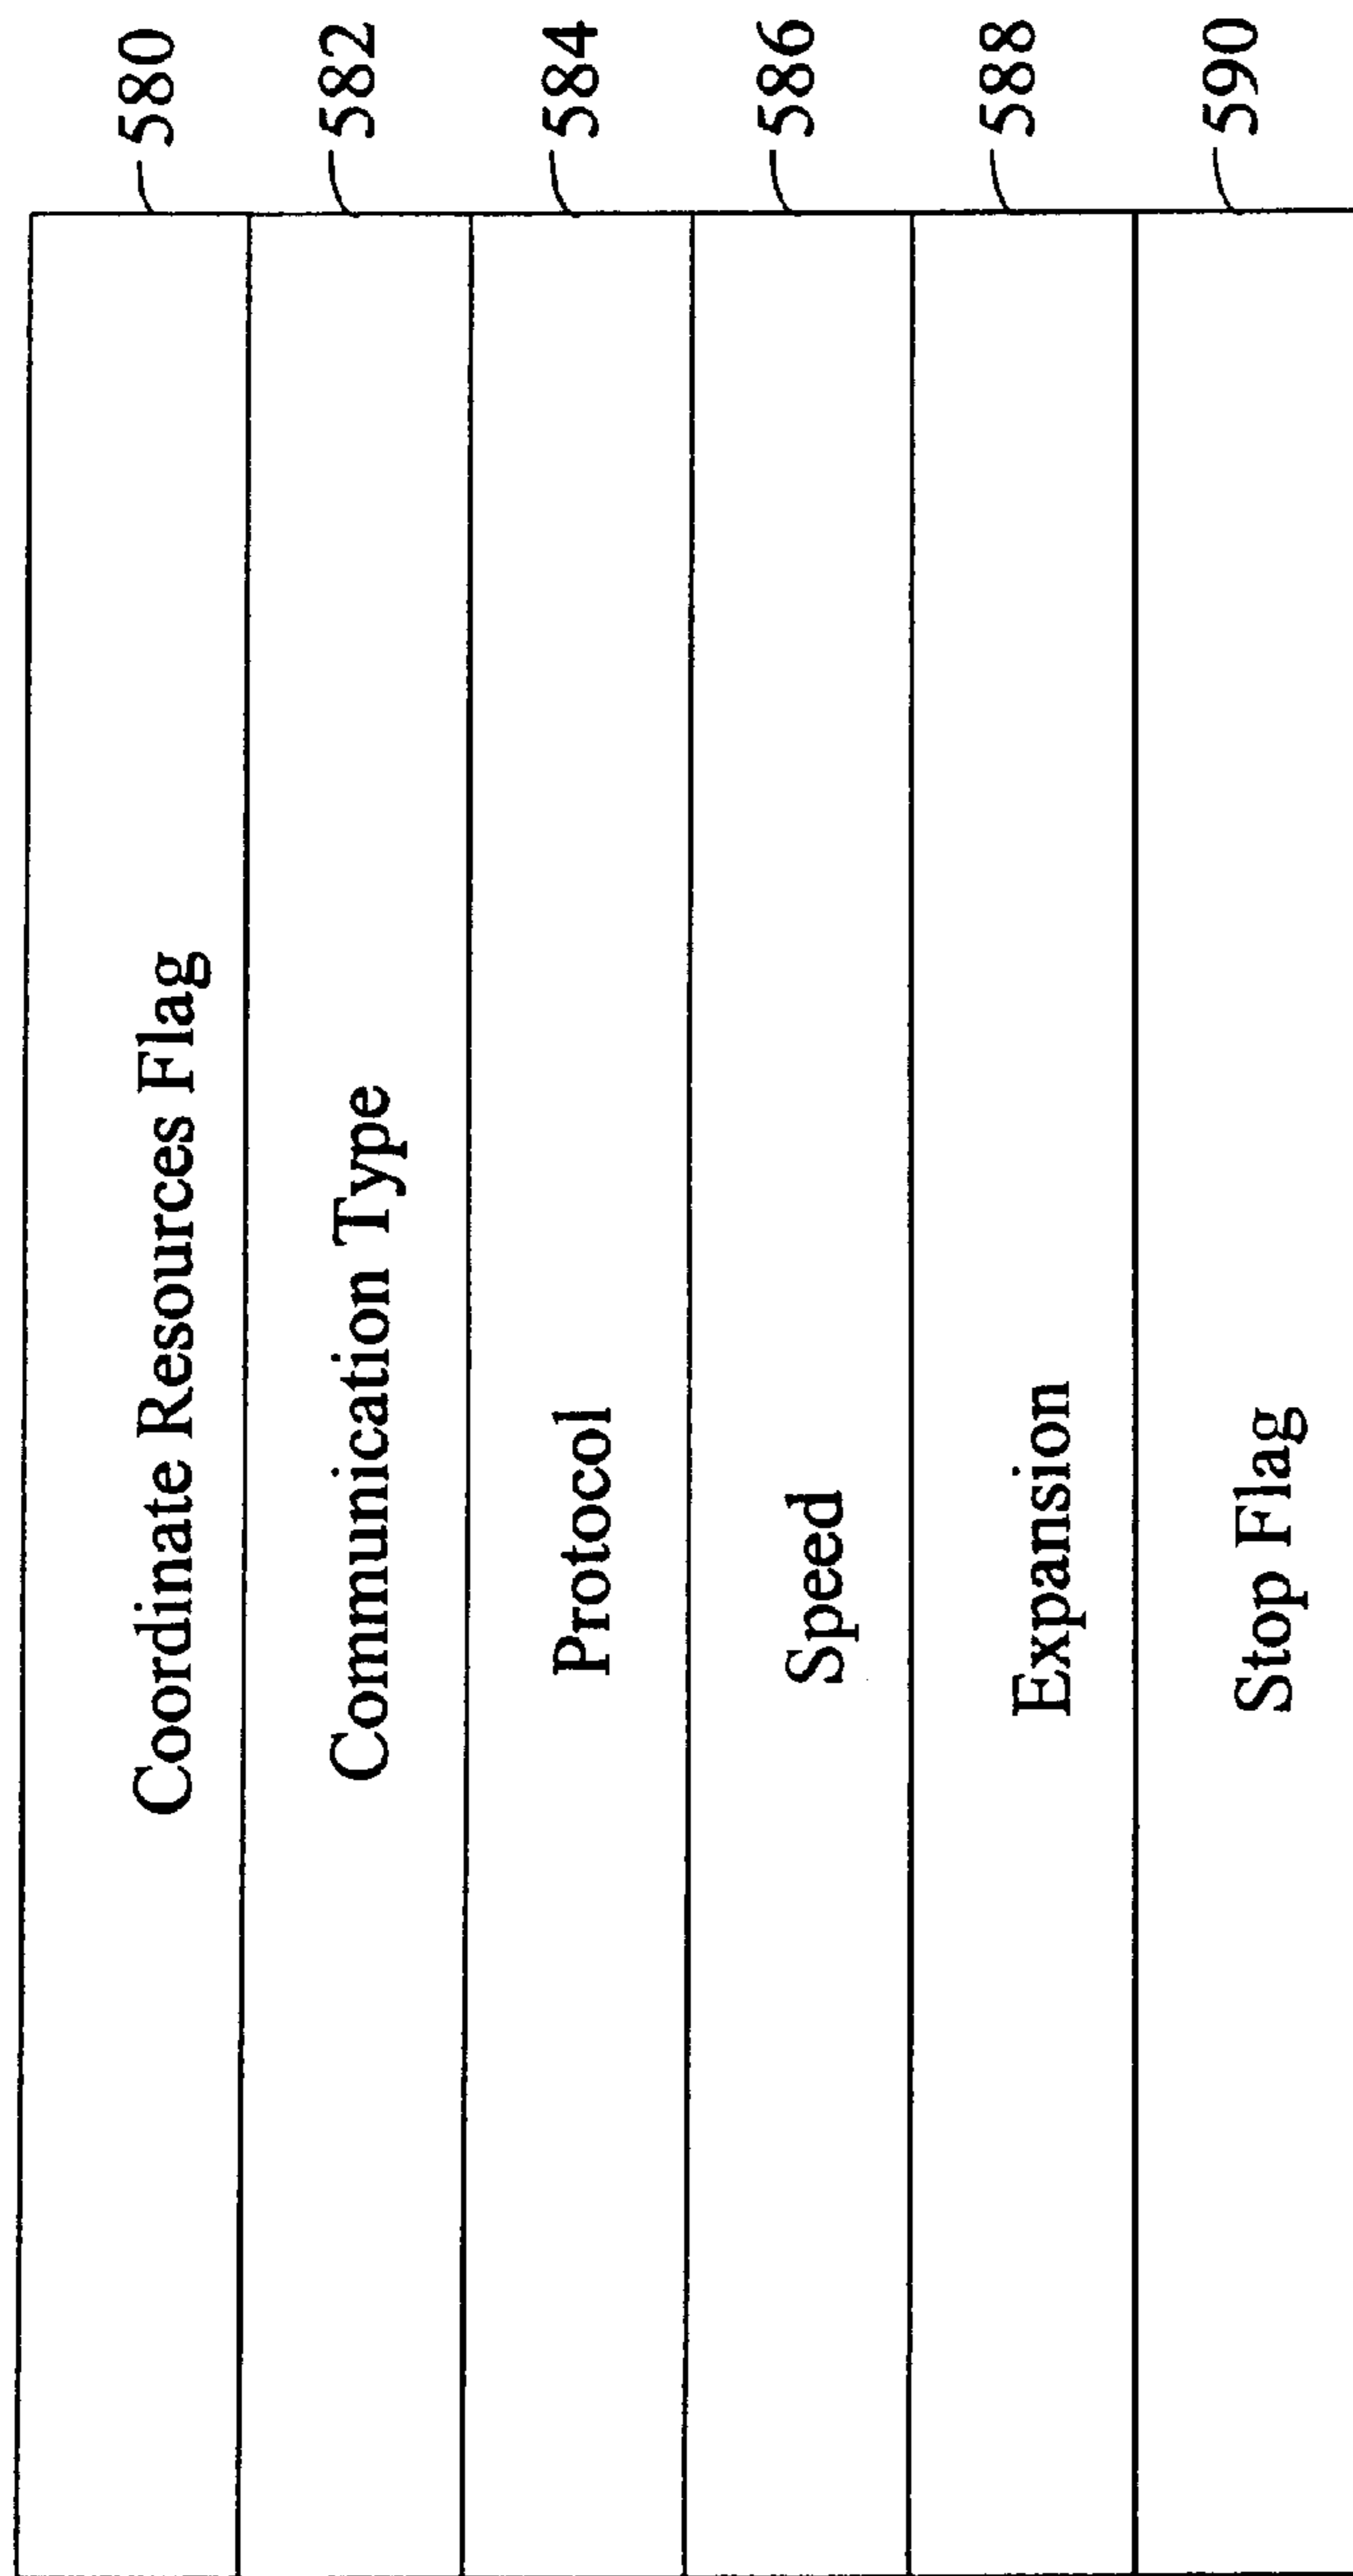 Coordinate Resources Flag 580
Communication Type 582
Protocol 584
Speed 586
Expansion 588
Stop Flag 590